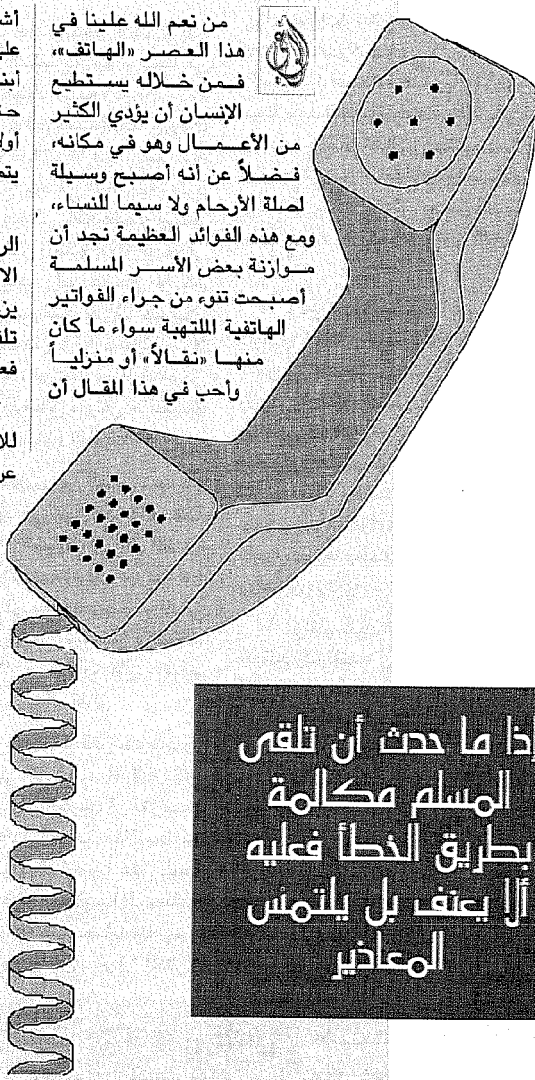 من نعم الله علينا في
هذا العصر «الهاتف»،
فمن خلاله يستطيع
الإنسان أن يؤدي الكثير
من الأعمال وهو في مكانه،
فضلاً عن أنه أصبح وسيلة
لصلة الأرحام ولا سيما للنساء،
ومع هذه الفوائد العظيمة نجد أن
موازنة بعض الأسر المسلمة
أصبحت تنوء من جراء الفواتير
الهاتفية الملتهبة سواء ما كان
منها «نقالاً» أو منزلياً
وأحب في هذا المقال أن
إذا ما حدث أن تلقى
المسلم مكالمة
بطريق الخطأ فعليه
ألا يعنف بل يلتمس
المعاذير